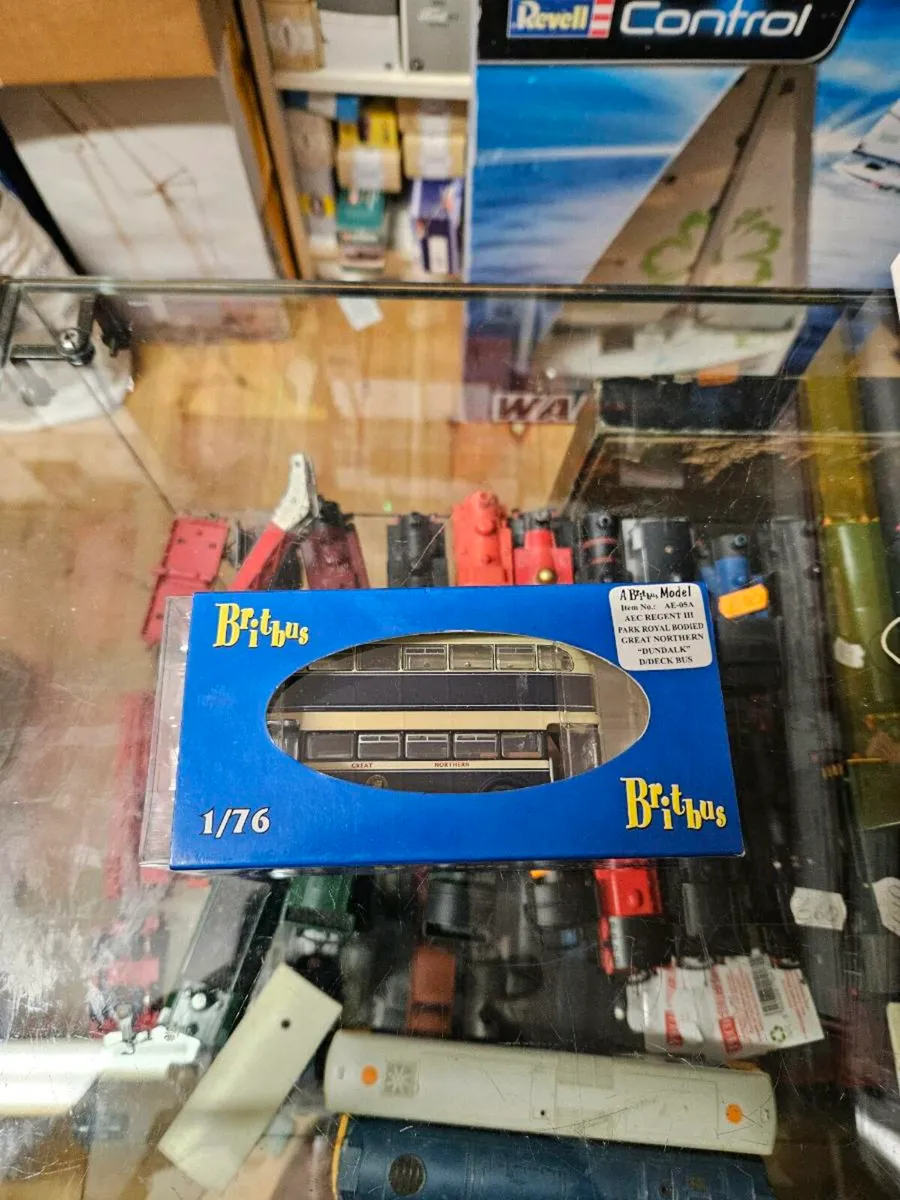 Revell Control
WA
Britbus
A Britbus Model
Item No.: AE-05A
AEC REGENT III
PARK ROYAL BODIED
GREAT NORTHERN
"DUNDALK"
D/DECK BUS
GREAT NORTHERN
1/76
Britbus